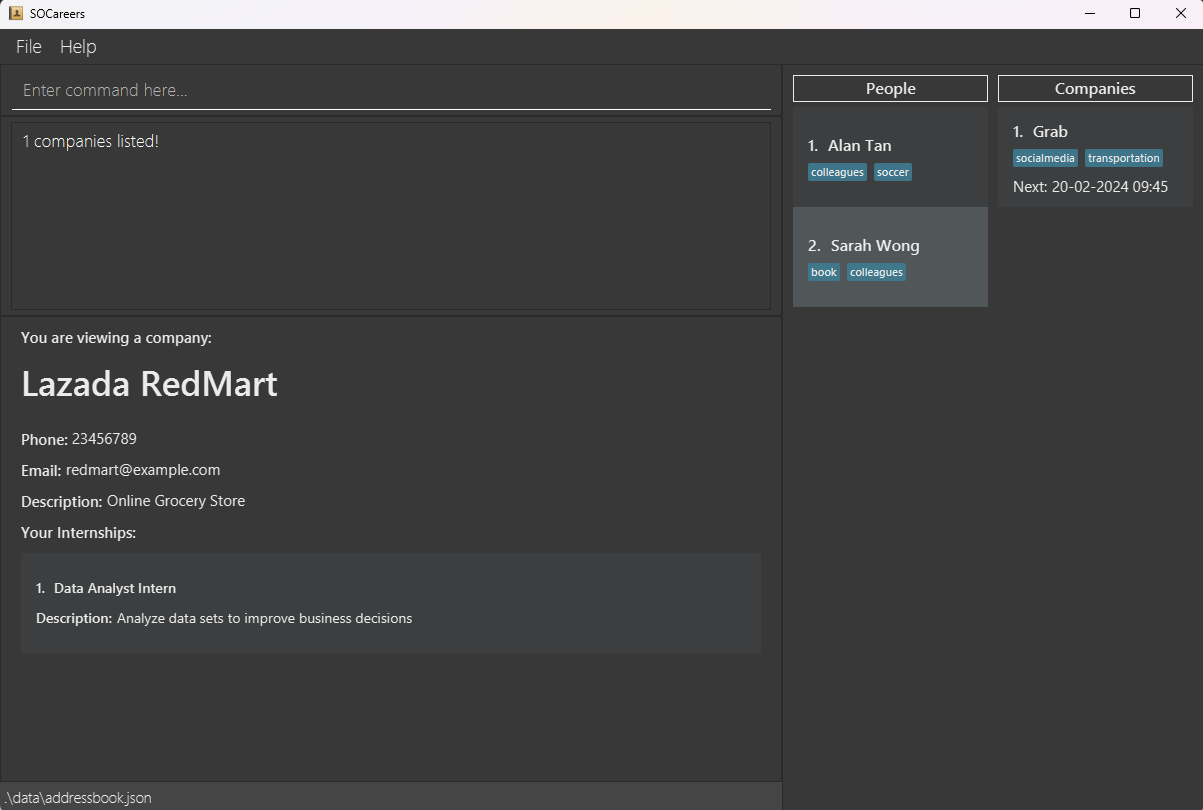 SOCareers
File Help
Enter command here...
1 companies listed!
You are viewing a company:
Lazada RedMart
Phone: 23456789
Email: redmart@example.com
Description: Online Grocery Store
Your Internships:
1. Data Analyst Intern
Description: Analyze data sets to improve business decisions
.\data\addressbook.json
People
1. Alan Tan
colleagues soccer
2. Sarah Wong
book colleagues
Companies
1. Grab
socialmedia transportation
Next: 20-02-2024 09:45